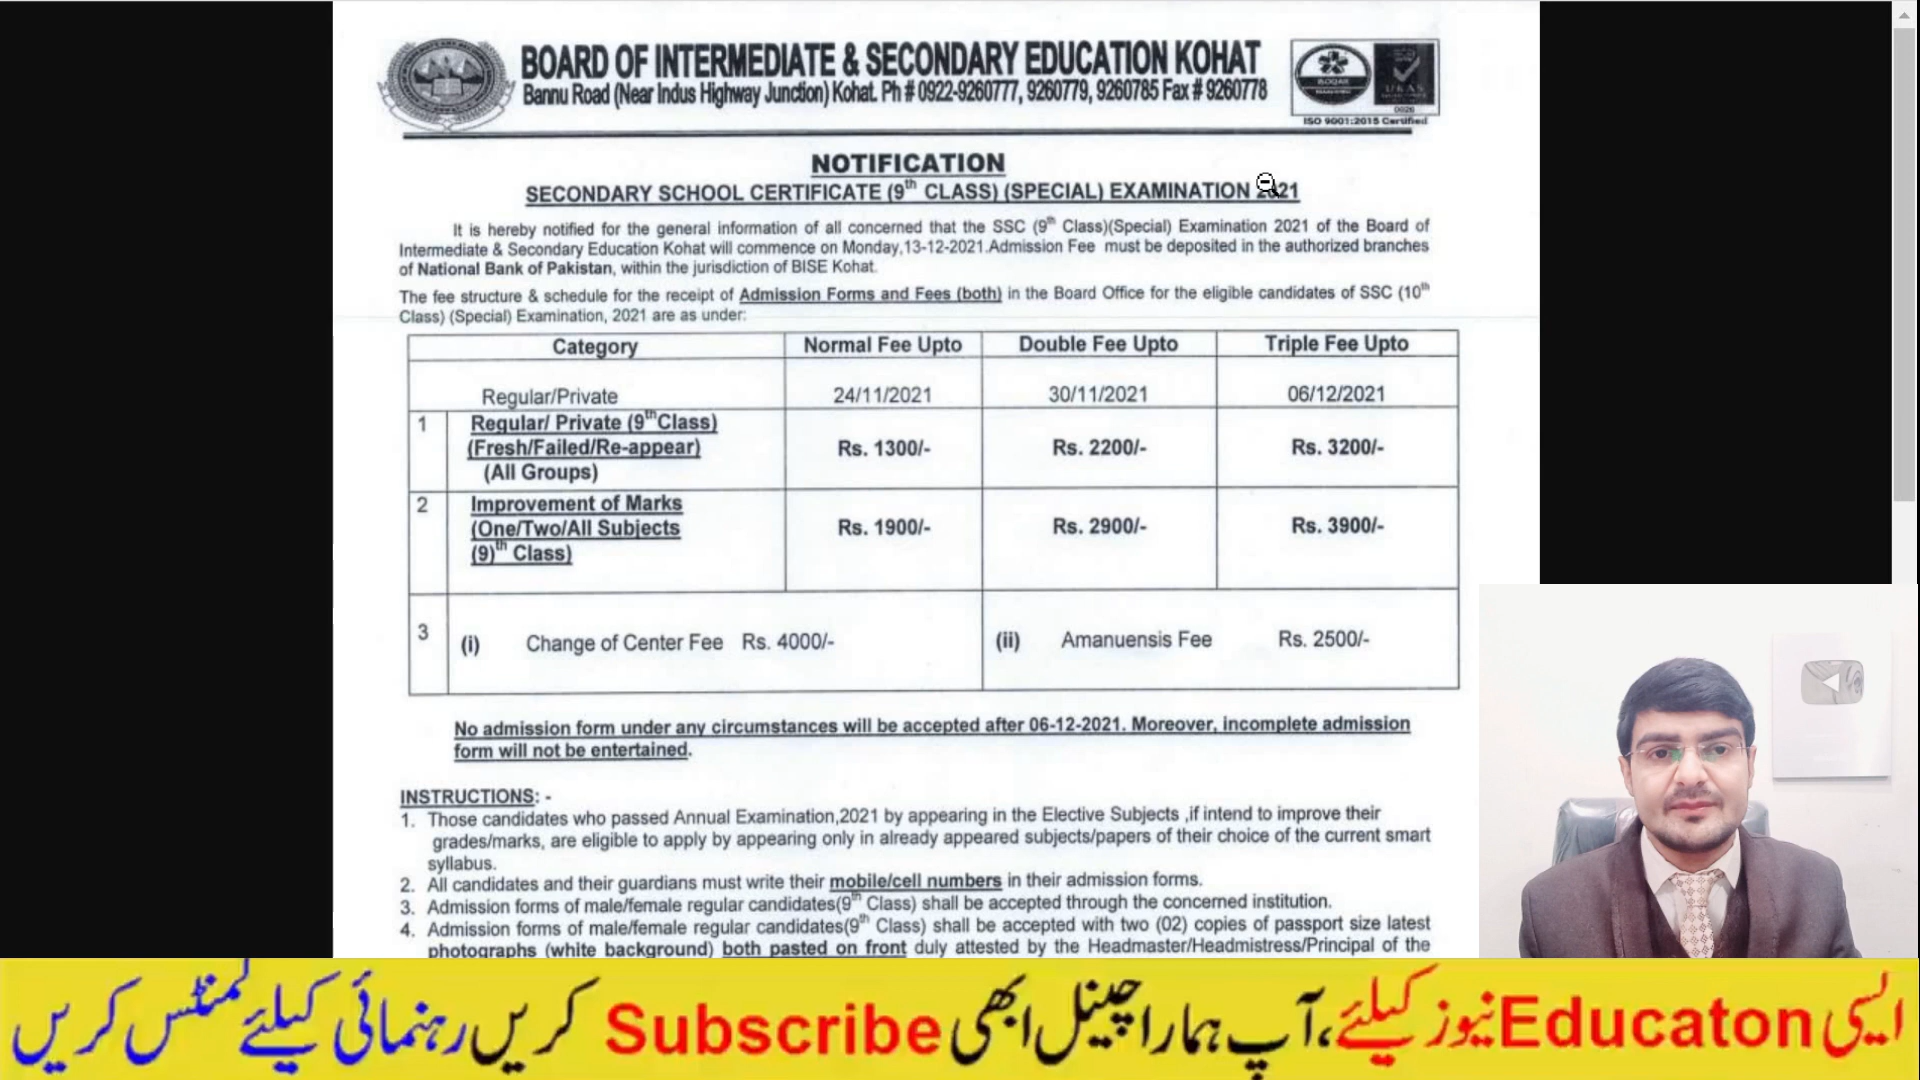 BOARD OF INTERMEDIATE & SECONDARY EDUCATION KOHAT
Bannu Road (Near Indus Highway Junction) Kohat. Ph # 0922-9260777, 9260779, 9260785 Fax # 9260778
UKAS
0026
ISO 9001:2015 Certified
NOTIFICATION
SECONDARY SCHOOL CERTIFICATE (9th CLASS) (SPECIAL) EXAMINATION 2021
It is hereby notified for the general information of all concerned that the SSC (9th Class)(Special) Examination 2021 of the Board of
Intermediate & Secondary Education Kohat will commence on Monday,13-12-2021.Admission Fee must be deposited in the authorized branches
of National Bank of Pakistan, within the jurisdiction of BISE Kohat.
The fee structure & schedule for the receipt of Admission Forms and Fees (both) in the Board Office for the eligible candidates of SSC (10th
Class) (Special) Examination, 2021 are as under:
Category Normal Fee Upto Double Fee Upto Triple Fee Upto
Regular/Private 24/11/2021 30/11/2021 06/12/2021
1 Regular/ Private (9thClass)
(Fresh/Failed/Re-appear) Rs. 1300/- Rs. 2200/- Rs. 3200/-
(All Groups)
2 Improvement of Marks
(One/Two/All Subjects Rs. 1900/- Rs. 2900/- Rs. 3900/-
(9)th Class)
3 (i) Change of Center Fee Rs. 4000/- (ii) Amanuensis Fee Rs. 2500/-
No admission form under any circumstances will be accepted after 06-12-2021. Moreover, incomplete admission
form will not be entertained.
INSTRUCTIONS: -
1. Those candidates who passed Annual Examination,2021 by appearing in the Elective Subjects ,if intend to improve their
grades/marks, are eligible to apply by appearing only in already appeared subjects/papers of their choice of the current smart
syllabus.
2. All candidates and their guardians must write their mobile/cell numbers in their admission forms.
3. Admission forms of male/female regular candidates(9th Class) shall be accepted through the concerned institution.
4. Admission forms of male/female regular candidates(9th Class) shall be accepted with two (02) copies of passport size latest
photographs (white background) both pasted on front duly attested by the Headmaster/Headmistress/Principal of the
ایسی Educaton نیوز کیلئے، آپ ہمارا چینل ابھی Subscribe کریں رہنمائی کیلئے کمنٹس کریں